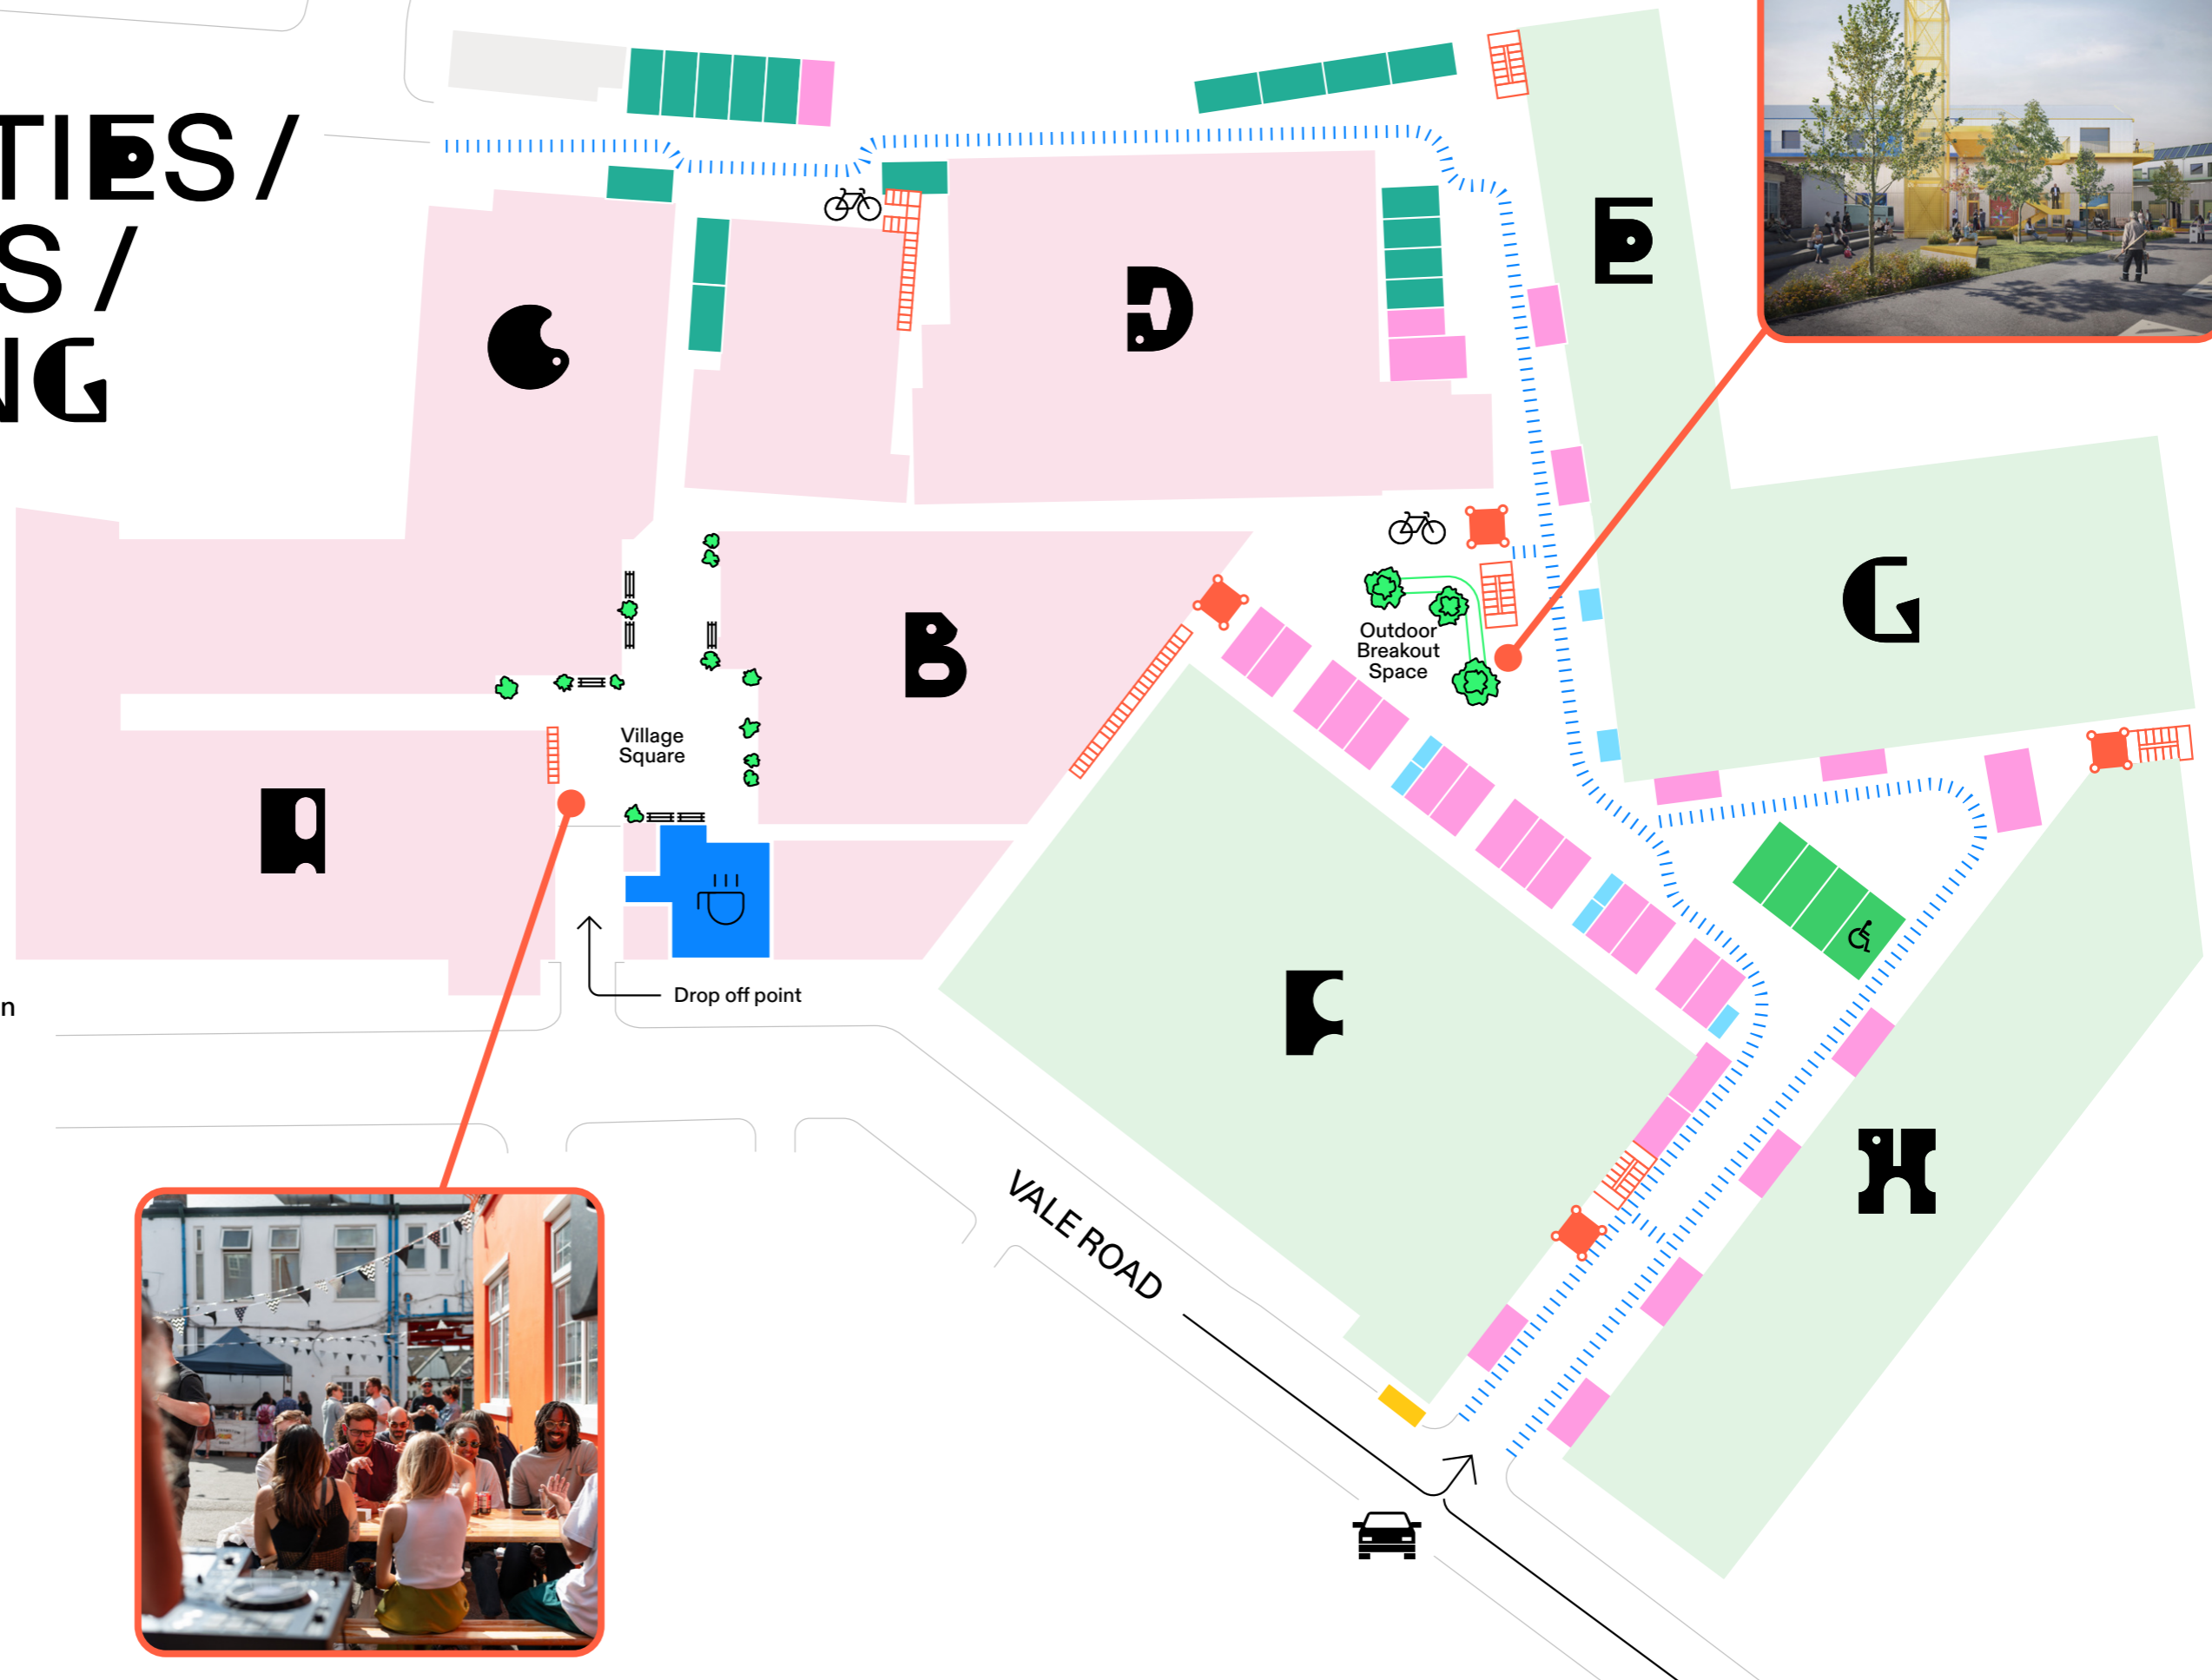 TIES /
S /
NG
C
D
E
B
G
Outdoor
Breakout
Space
Village
Square
A
F
Drop off point
n
H
VALE ROAD